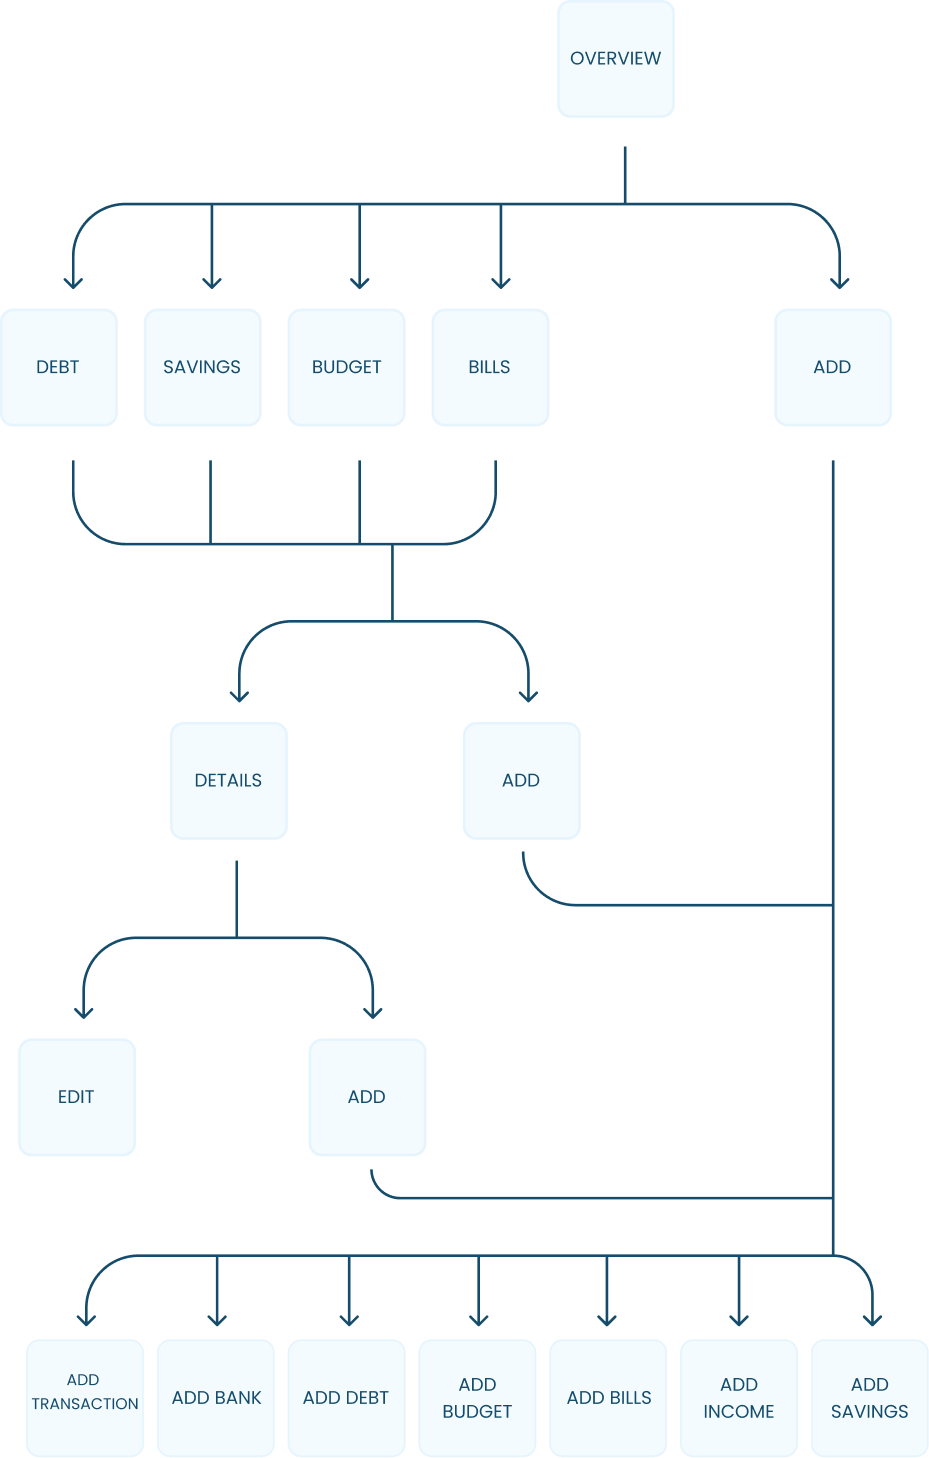 OVERVIEW
DEBT
SAVINGS
BUDGET
BILLS
ADD
DETAILS
ADD
EDIT
ADD
ADD
TRANSACTION
ADD BANK
ADD DEBT
ADD
BUDGET
ADD BILLS
ADD
INCOME
ADD
SAVINGS